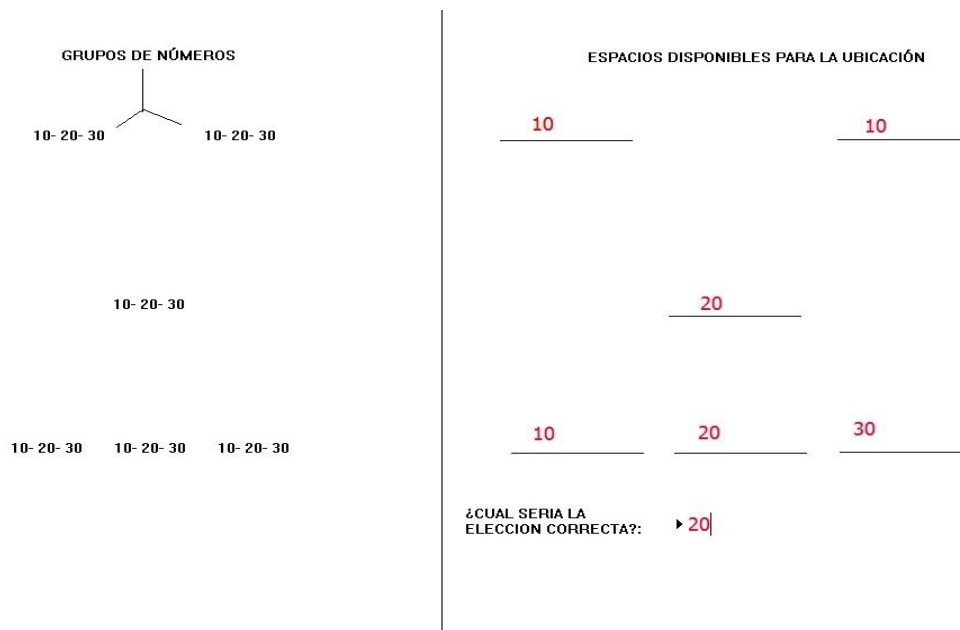 GRUPOS DE NÚMEROS
10- 20- 30 10- 20- 30
10- 20- 30
10- 20- 30 10- 20- 30 10- 20- 30
ESPACIOS DISPONIBLES PARA LA UBICACIÓN
10 10
20
10 20 30
¿CUAL SERIA LA
ELECCION CORRECTA?: 20